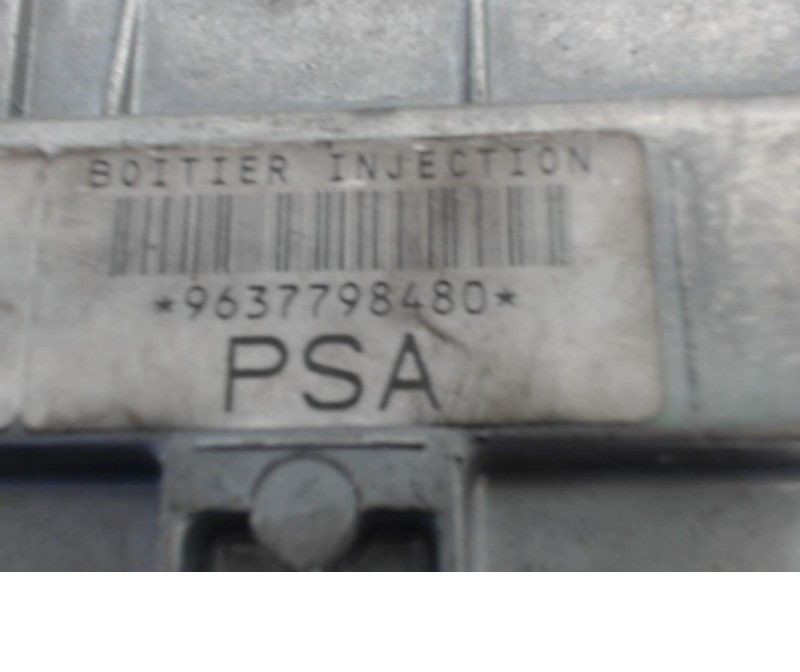 BOITIER INJECTION
*9637798480*
PSA